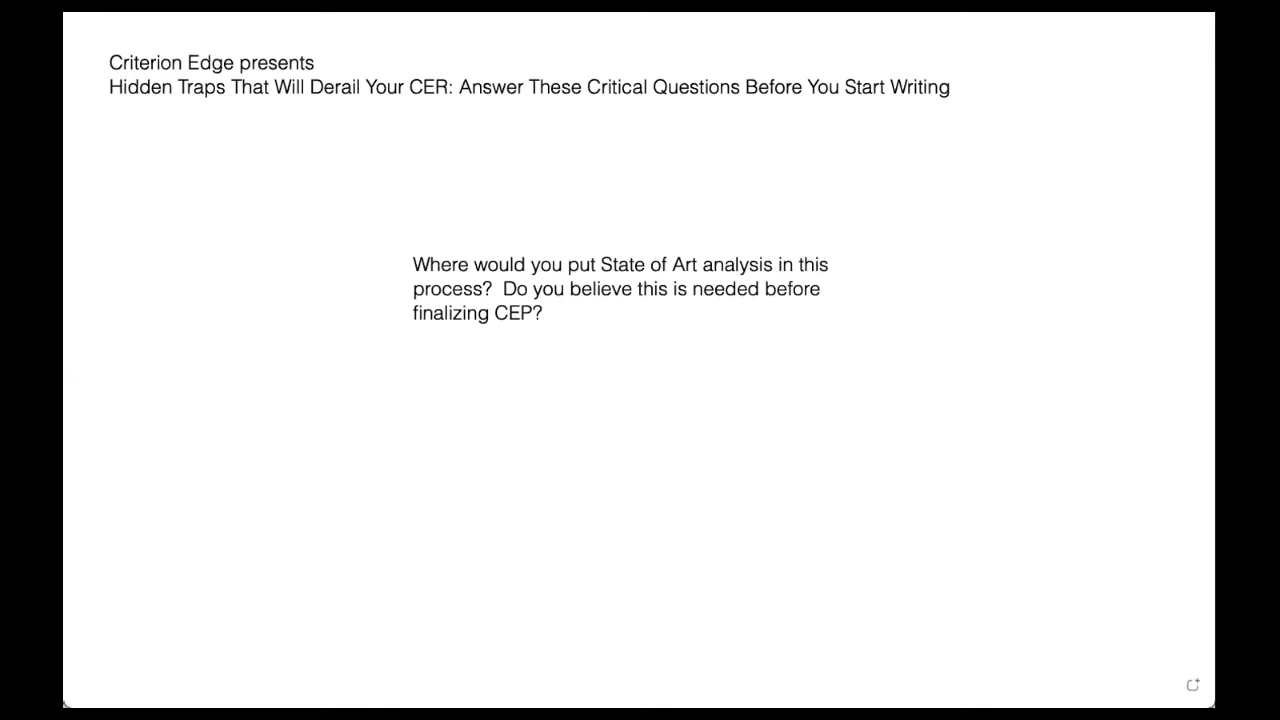 Criterion Edge presents
Hidden Traps That Will Derail Your CER: Answer These Critical Questions Before You Start Writing
Where would you put State of Art analysis in this
process?  Do you believe this is needed before
finalizing CEP?